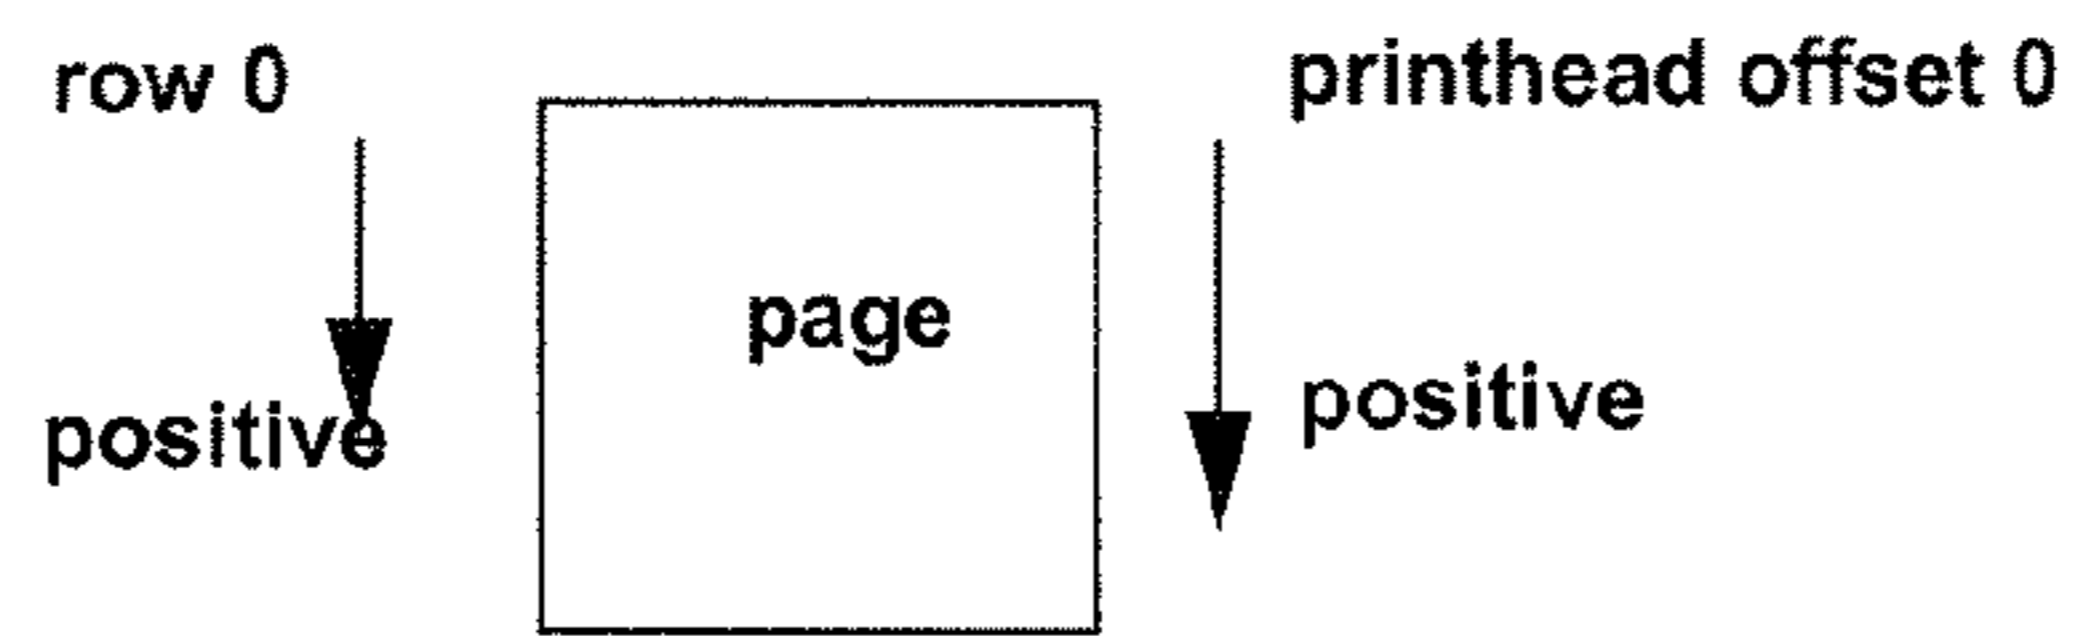 row 0
printhead offset 0
page
positive
positive